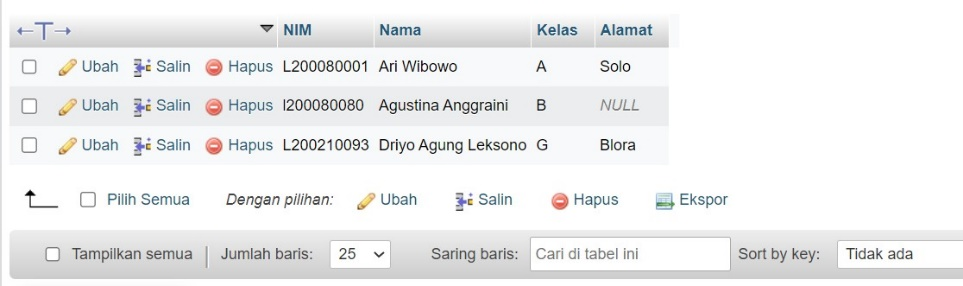 ←T→ NIM Nama Kelas Alamat
Ubah Salin Hapus L200080001 Ari Wibowo A Solo
Ubah Salin Hapus l200080080 Agustina Anggraini B NULL
Ubah Salin Hapus L200210093 Driyo Agung Leksono G Blora
Pilih Semua Dengan pilihan: Ubah Salin Hapus Ekspor
Tampilkan semua | Jumlah baris: 25 Saring baris: Cari di tabel ini Sort by key: Tidak ada